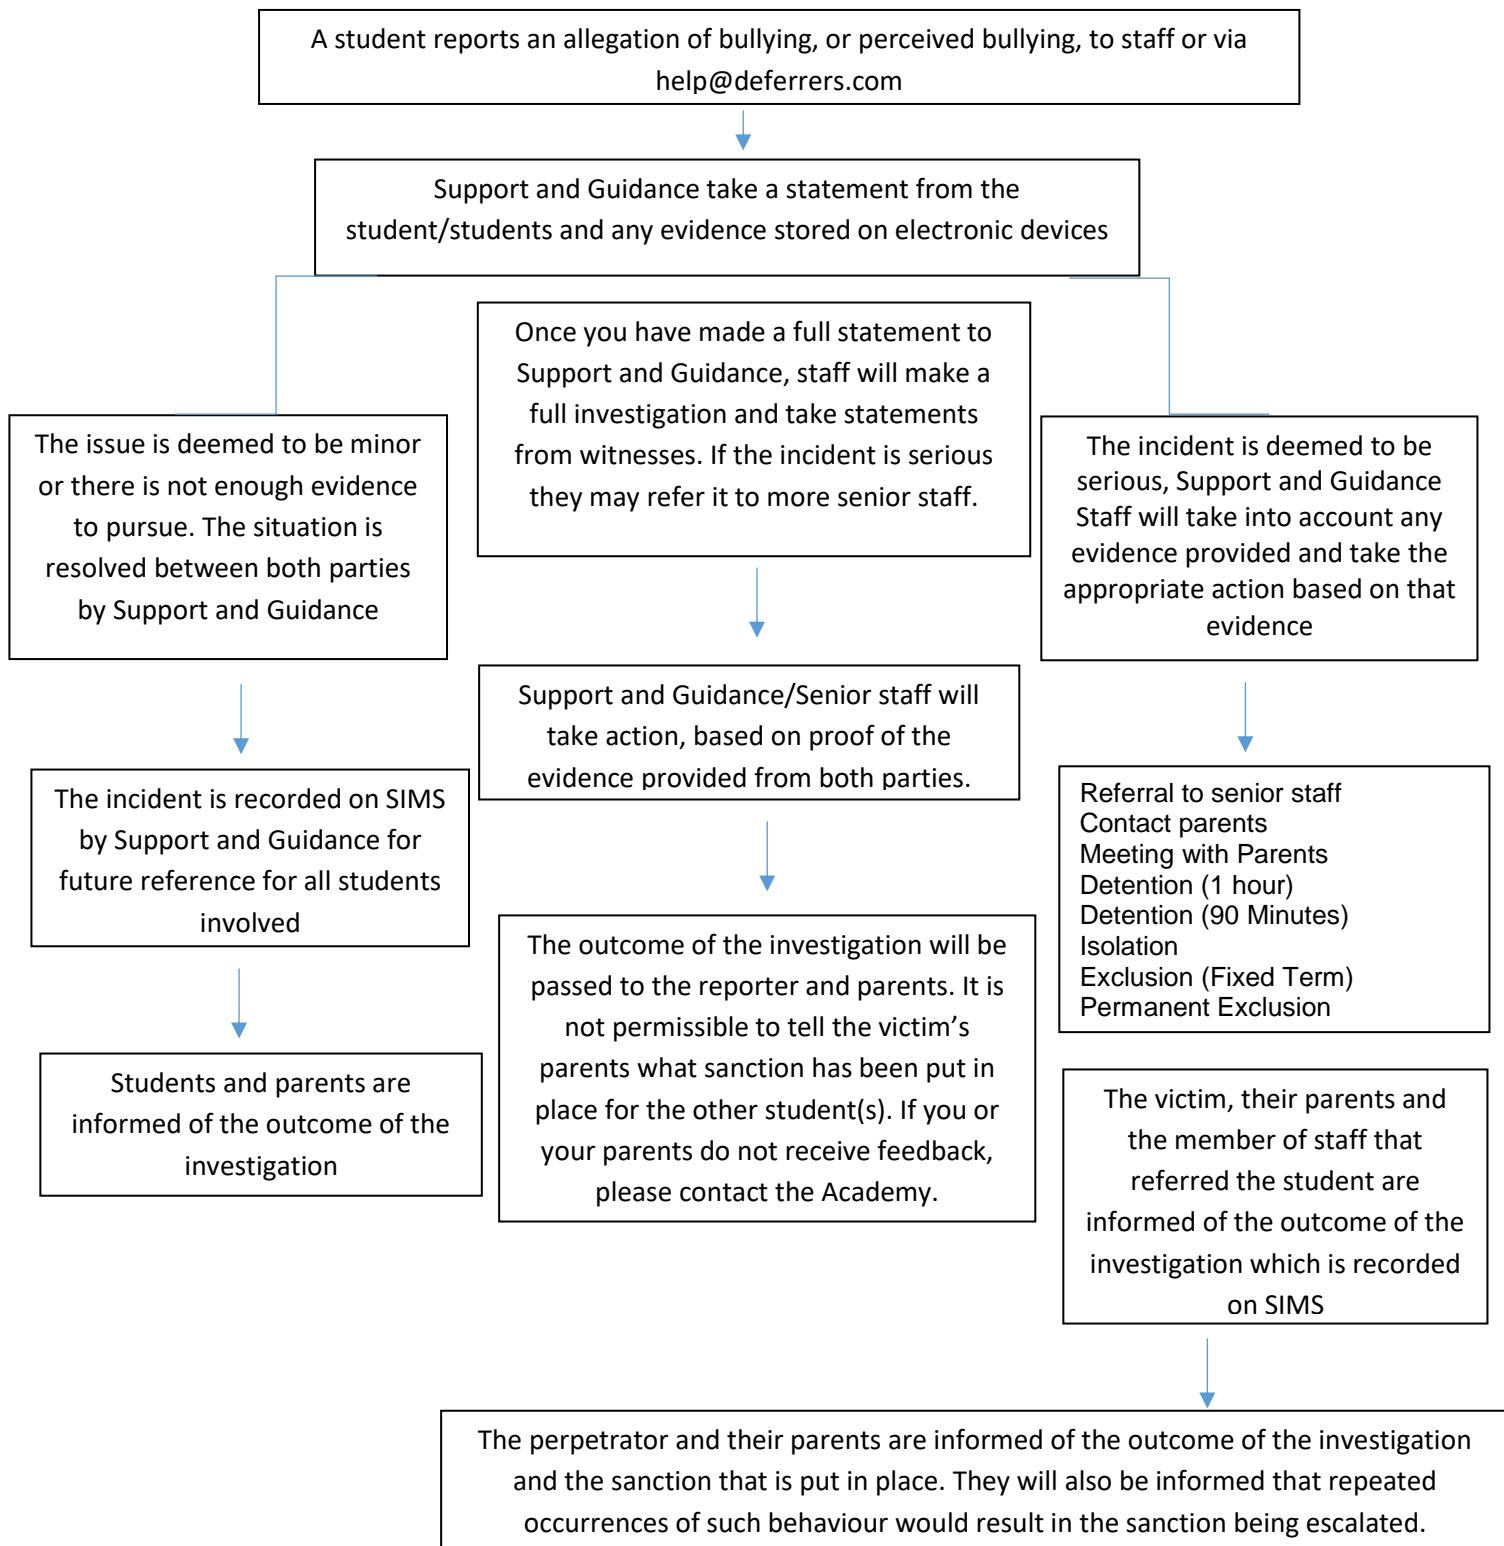 A student reports an allegation of bullying, or perceived bullying, to staff or via
help@deferrers.com
Support and Guidance take a statement from the
student/students and any evidence stored on electronic devices
The issue is deemed to be minor
or there is not enough evidence
to pursue. The situation is
resolved between both parties
by Support and Guidance
The incident is recorded on SIMS
by Support and Guidance for
future reference for all students
involved
Students and parents are
informed of the outcome of the
investigation
Once you have made a full statement to
Support and Guidance, staff will make a
full investigation and take statements
from witnesses. If the incident is serious
they may refer it to more senior staff.
Support and Guidance/Senior staff will
take action, based on proof of the
evidence provided from both parties.
The outcome of the investigation will be
passed to the reporter and parents. It is
not permissible to tell the victim’s
parents what sanction has been put in
place for the other student(s). If you or
your parents do not receive feedback,
please contact the Academy.
The incident is deemed to be
serious, Support and Guidance
Staff will take into account any
evidence provided and take the
appropriate action based on that
evidence
Referral to senior staff
Contact parents
Meeting with Parents
Detention (1 hour)
Detention (90 Minutes)
Isolation
Exclusion (Fixed Term)
Permanent Exclusion
The victim, their parents and
the member of staff that
referred the student are
informed of the outcome of the
investigation which is recorded
on SIMS
The perpetrator and their parents are informed of the outcome of the investigation
and the sanction that is put in place. They will also be informed that repeated
occurrences of such behaviour would result in the sanction being escalated.